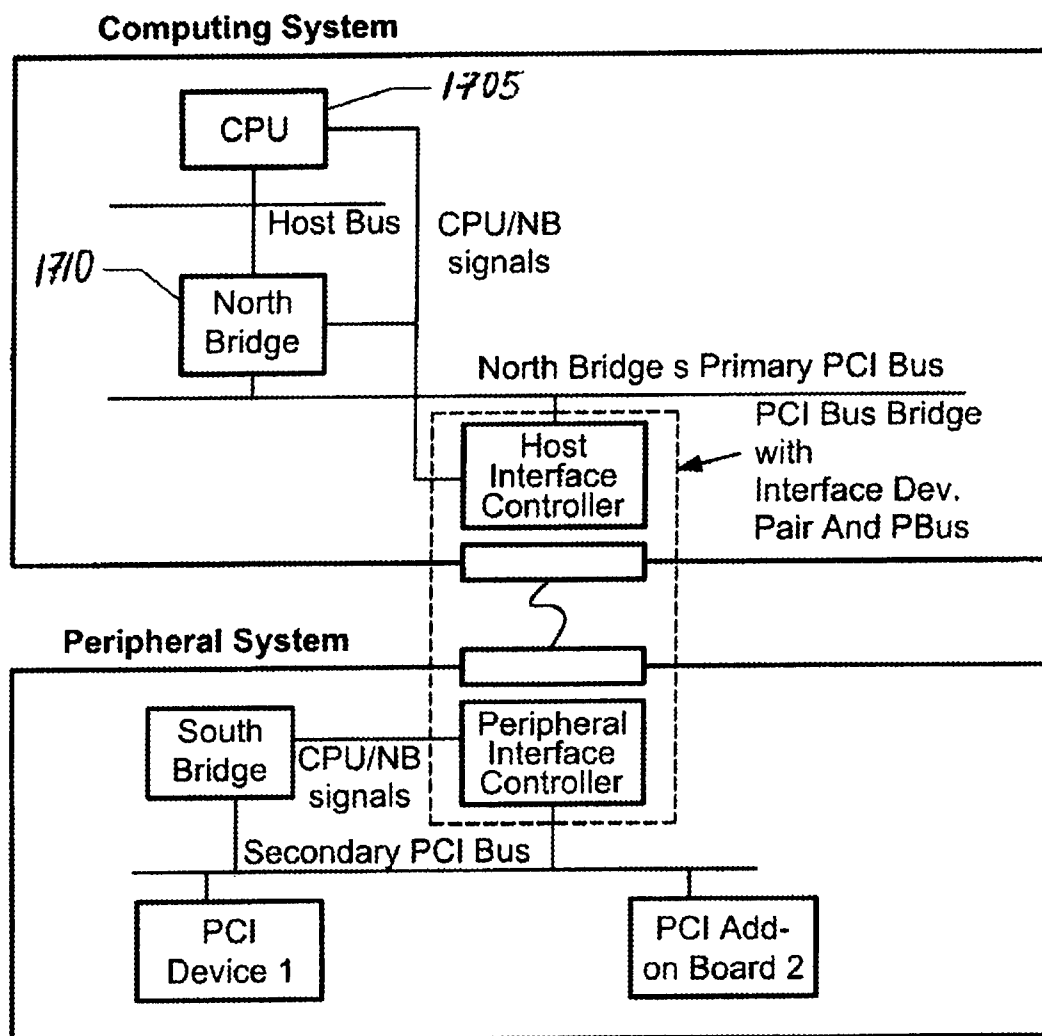 Computing System
1705
CPU
Host Bus
CPU/NB
signals
1710
North
Bridge
North Bridge s Primary PCI Bus
PCI Bus Bridge
with
Interface Dev.
Pair And PBus
Host
Interface
Controller
Peripheral System
South
Bridge
CPU/NB
signals
Peripheral
Interface
Controller
Secondary PCI Bus
PCI
Device 1
PCI Add-
on Board 2